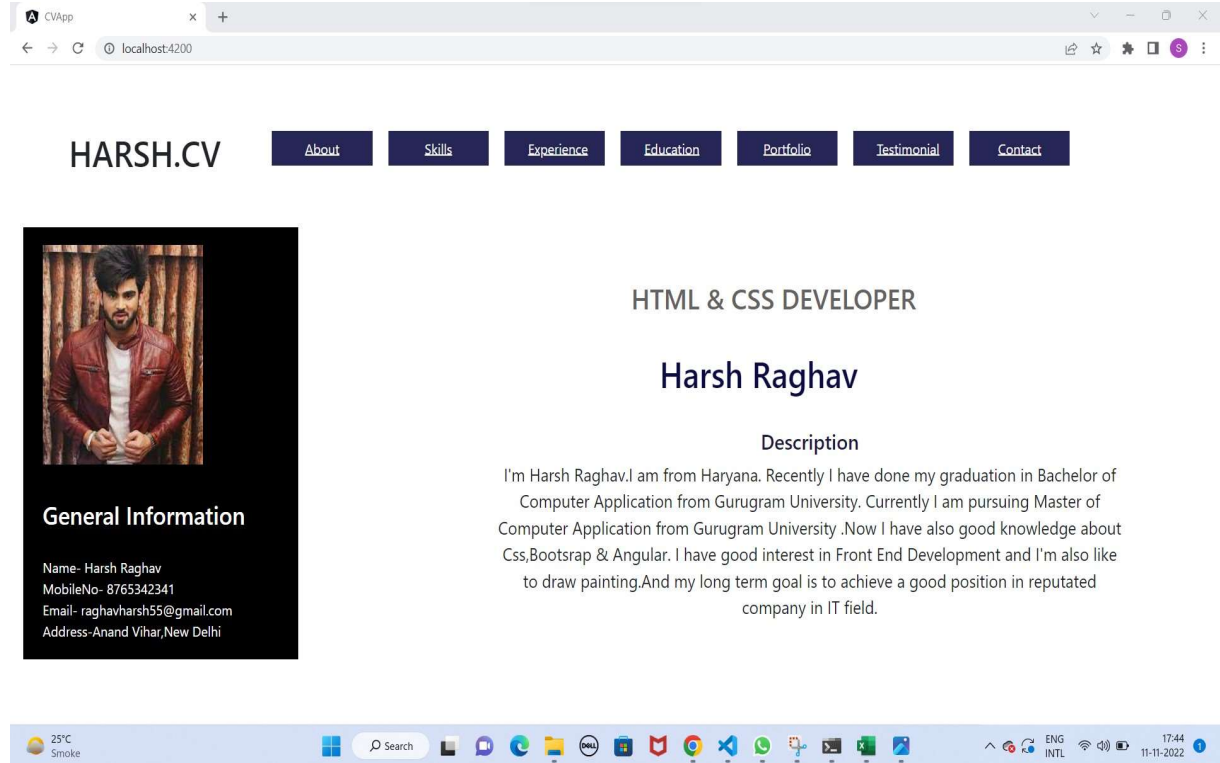 CVApp
localhost:4200
S
HARSH.CV
About Skills Experience Education Portfolio Testimonial Contact
HTML & CSS DEVELOPER
Harsh Raghav
Description
I'm Harsh Raghav.I am from Haryana. Recently I have done my graduation in Bachelor of
Computer Application from Gurugram University. Currently I am pursuing Master of
Computer Application from Gurugram University .Now I have also good knowledge about
Css,Bootsrap & Angular. I have good interest in Front End Development and I'm also like
to draw painting.And my long term goal is to achieve a good position in reputated
company in IT field.
General Information
Name- Harsh Raghav
MobileNo- 8765342341
Email- raghavharsh55@gmail.com
Address-Anand Vihar,New Delhi
25°C
Smoke
Search
DELL
ENG
INTL
17:44
11-11-2022
1